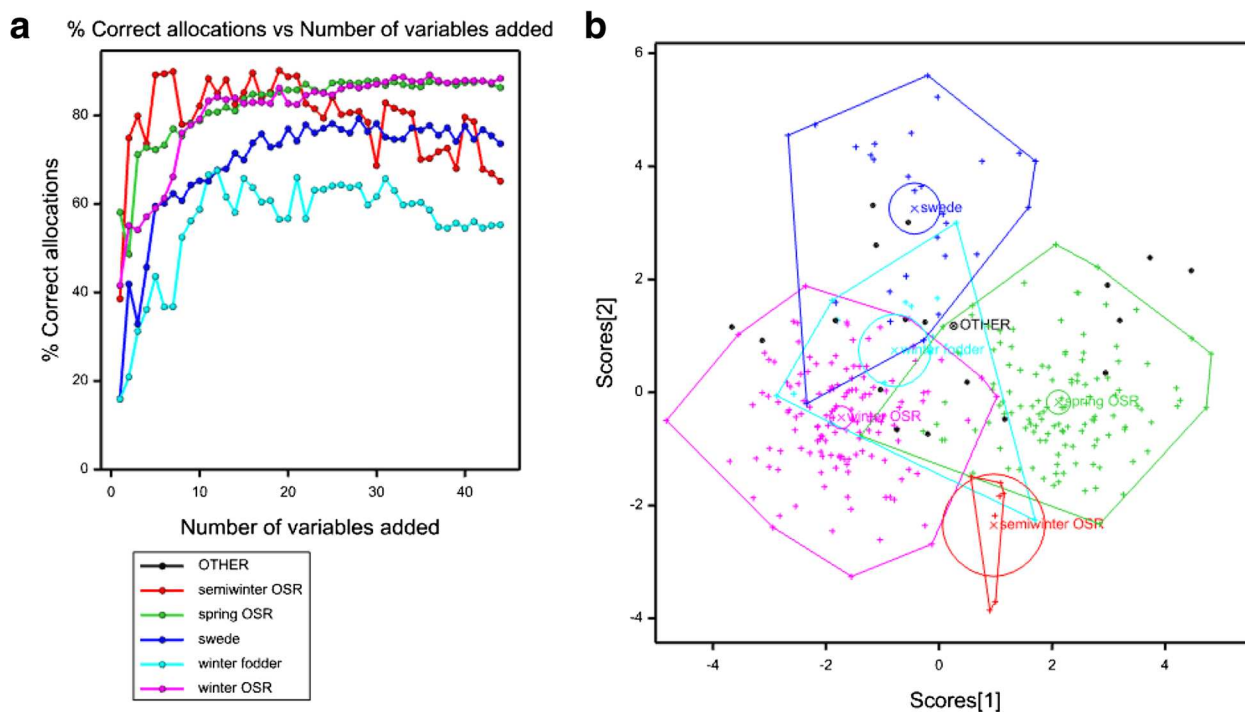 a
% Correct allocations vs Number of variables added
% Correct allocations
80
60
40
20
0
0 10 20 30 40
Number of variables added
OTHER
semiwinter OSR
spring OSR
swede
winter fodder
winter OSR
b
Scores[2]
6
4
2
0
-2
-4
swede
OTHER
winter fodder
spring OSR
winter OSR
semiwinter OSR
-4 -2 0 2 4
Scores[1]